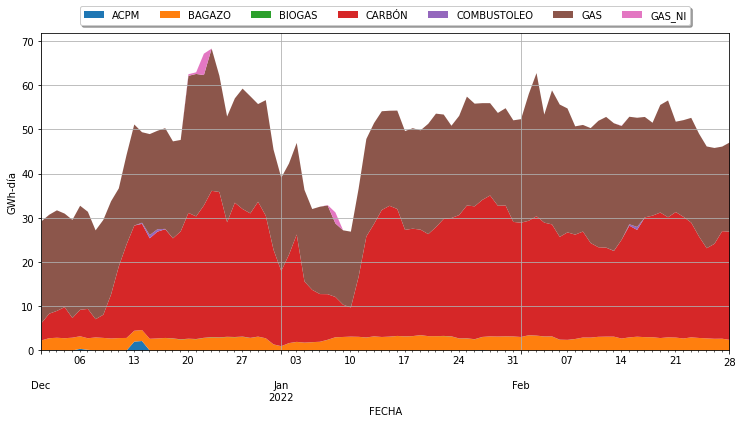 ACPM BAGAZO BIOGAS CARBÓN COMBUSTOLEO GAS GAS_NI
70
60
50
40
30
20
10
0
GWh-día
06 13 20 27 03 10 17 24 31 07 14 21 28
Dec Jan Feb
2022
FECHA